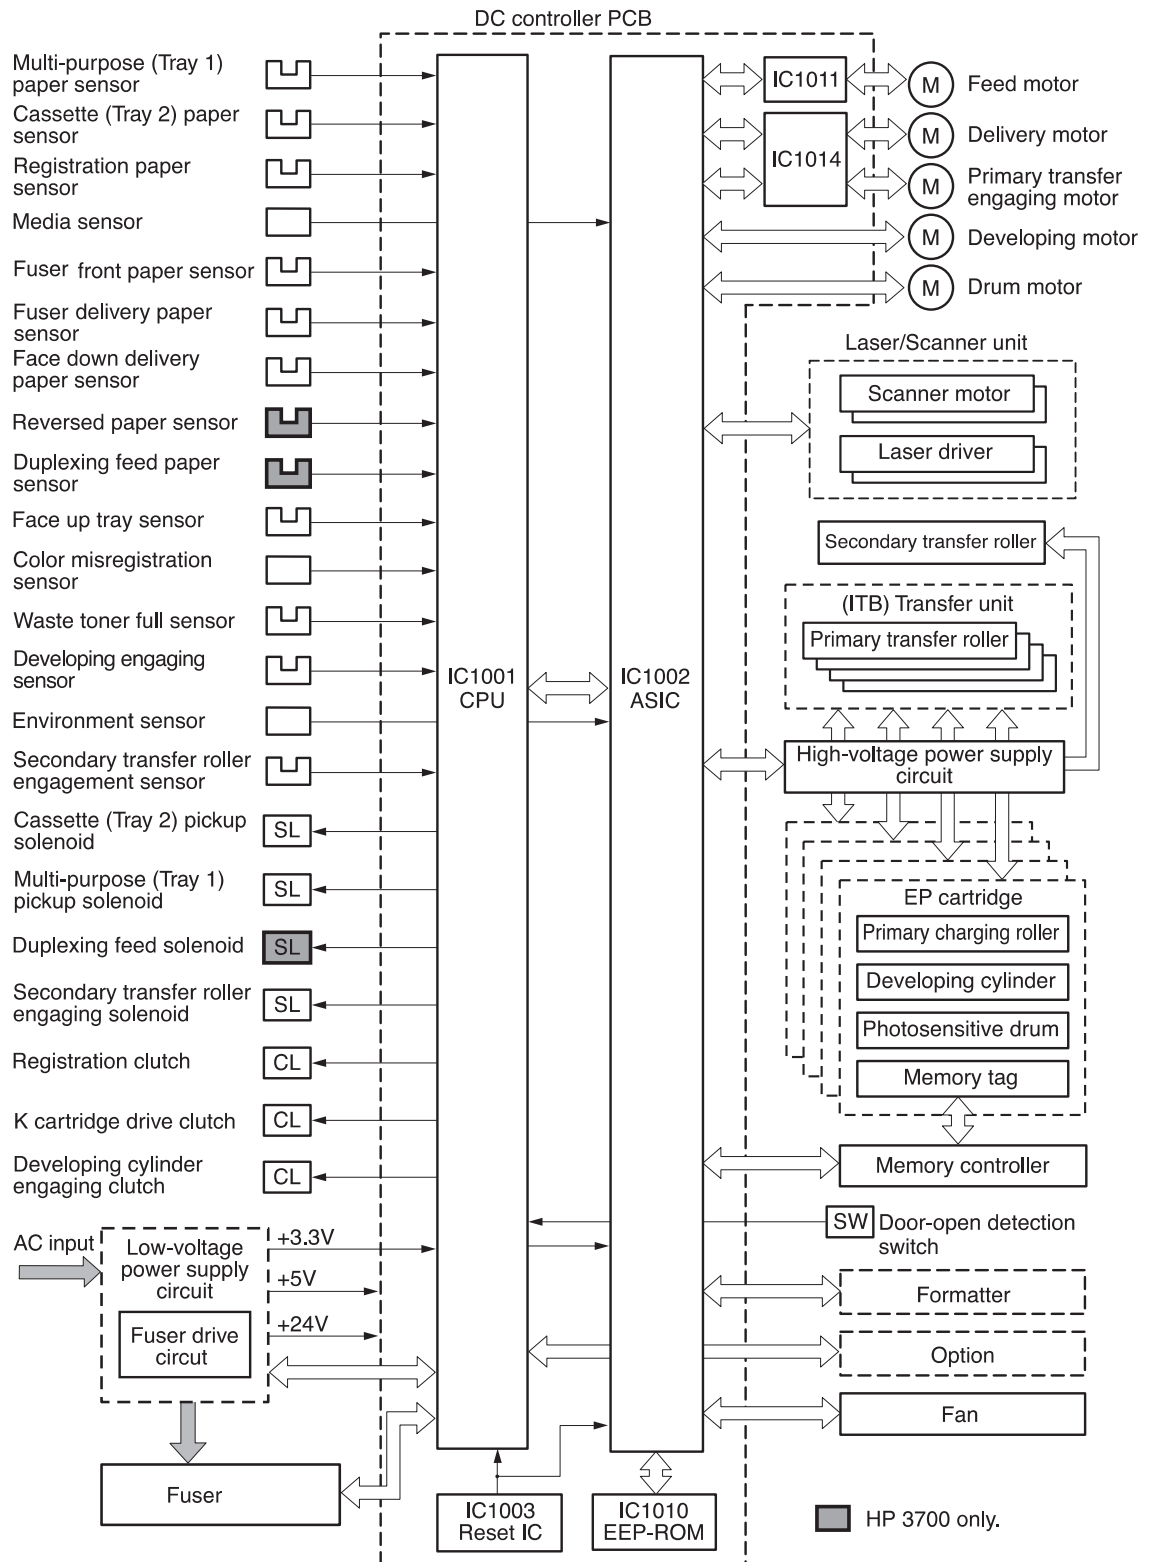 DC controller PCB
Multi-purpose (Tray 1)
paper sensor
Cassette (Tray 2) paper
sensor
Registration paper
sensor
Media sensor
Fuser front paper sensor
Fuser delivery paper
sensor
Face down delivery
paper sensor
Reversed paper sensor
Duplexing feed paper
sensor
Face up tray sensor
Color misregistration
sensor
Waste toner full sensor
Developing engaging
sensor
Environment sensor
Secondary transfer roller
engagement sensor
Cassette (Tray 2) pickup
solenoid
SL
Multi-purpose (Tray 1)
pickup solenoid
SL
Duplexing feed solenoid
SL
Secondary transfer roller
engaging solenoid
SL
Registration clutch
CL
K cartridge drive clutch
CL
Developing cylinder
engaging clutch
CL
AC input
Low-voltage
power supply
circuit
Fuser drive
circut
+3.3V
+5V
+24V
Fuser
IC1001
CPU
IC1002
ASIC
IC1003
Reset IC
IC1010
EEP-ROM
IC1011
IC1014
M
Feed motor
M
Delivery motor
M
Primary transfer
engaging motor
M
Developing motor
M
Drum motor
Laser/Scanner unit
Scanner motor
Laser driver
Secondary transfer roller
(ITB) Transfer unit
Primary transfer roller
High-voltage power supply
circuit
EP cartridge
Primary charging roller
Developing cylinder
Photosensitive drum
Memory tag
Memory controller
SW
Door-open detection
switch
Formatter
Option
Fan
HP 3700 only.